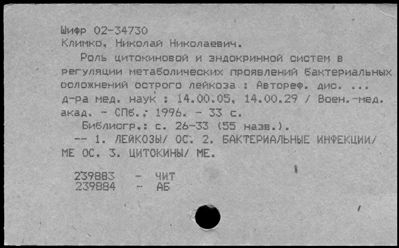 Шифр 02-34730
Климко, Николай Николаевич.
Роль цитокиновой и эндокринной систем в
регуляции метаболических проявлений бактериальных
осложнений острого лейкоза : Автореф. дис. ...
д-ра мед. наук : 14.00.05, 14.00.29 / Воен.-мед.
акад. - СПб., 1996. - 33 с.
Библиогр.: с. 26-33 (55 назв.).
-- 1. ЛЕЙКОЗЫ/ ОС. 2. БАКТЕРИАЛЬНЫЕ ИНФЕКЦИИ/
МЕ ОС. 3. ЦИТОКИНЫ/ МЕ.
239883 - ЧИТ
239884 - АБ